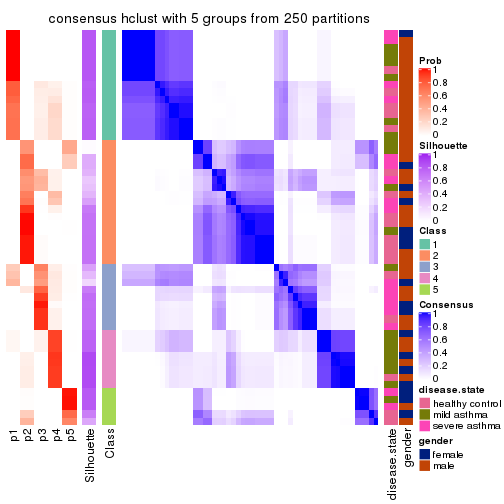 consensus hclust with 5 groups from 250 partitions
Prob
1
0.8
0.6
0.4
0.2
0
Silhouette
1
0.8
0.6
0.4
0.2
0
Class
1
2
3
4
5
Consensus
1
0.8
0.6
0.4
0.2
0
disease.state
healthy control
mild asthma
severe asthma
gender
female
male
p1
p2
p3
p4
p5
Silhouette
Class
disease.state
gender